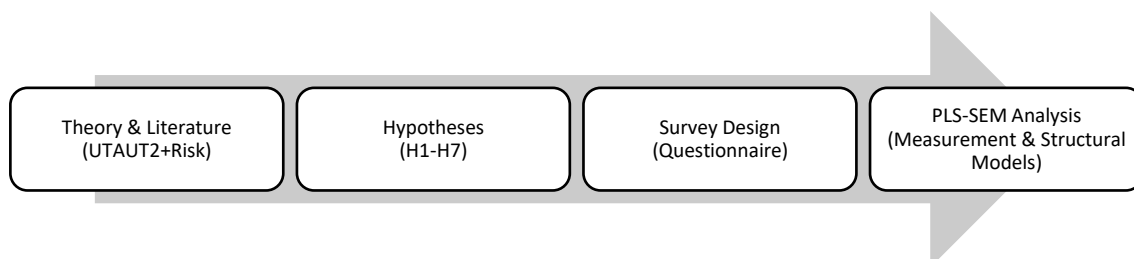 Theory & Literature
(UTAUT2+Risk)
Hypotheses
(H1-H7)
Survey Design
(Questionnaire)
PLS-SEM Analysis
(Measurement & Structural
Models)